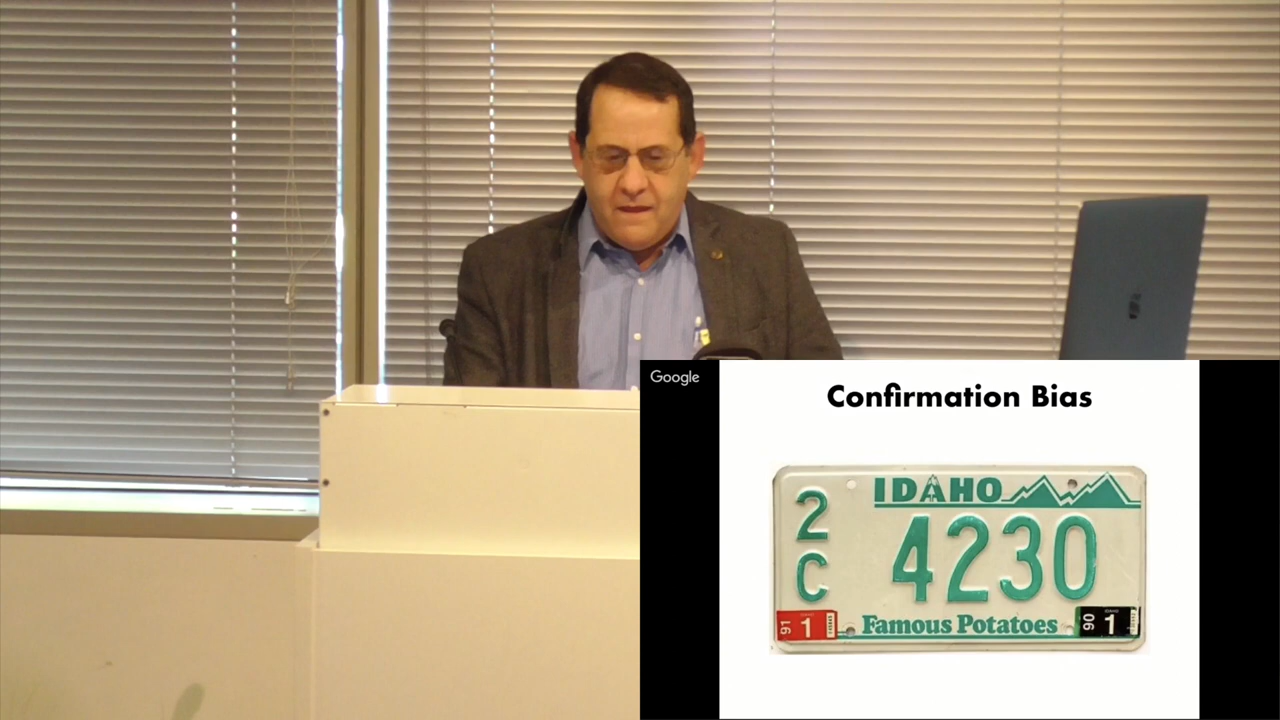 Google
Confirmation Bias
IDAHO
2
C
4230
91
1
Famous Potatoes
90
1